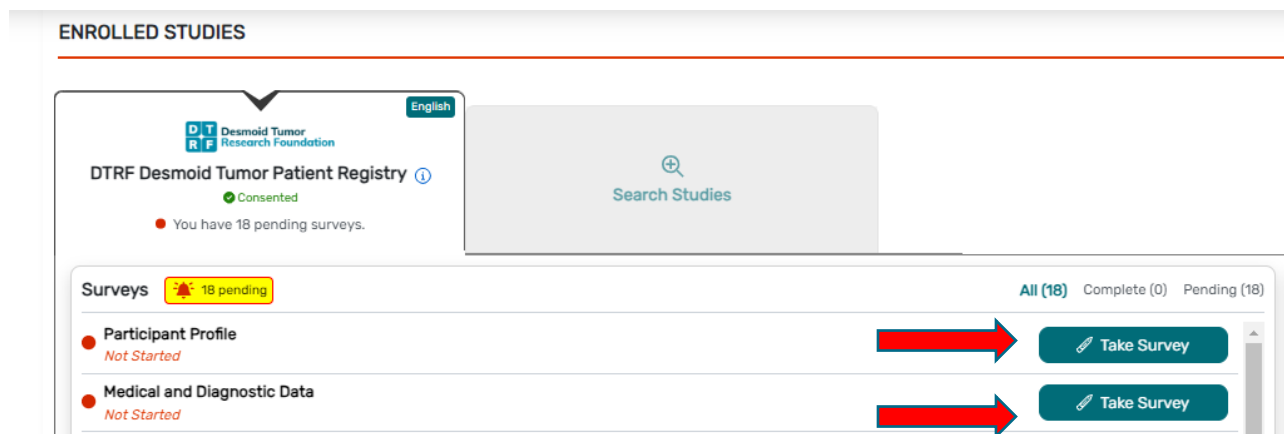 ENROLLED STUDIES
English
D T
R F
Desmoid Tumor
Research Foundation
DTRF Desmoid Tumor Patient Registry
Consented
You have 18 pending surveys.
Search Studies
Surveys 18 pending
All (18) Complete (0) Pending (18)
Participant Profile
Not Started
Take Survey
Medical and Diagnostic Data
Not Started
Take Survey